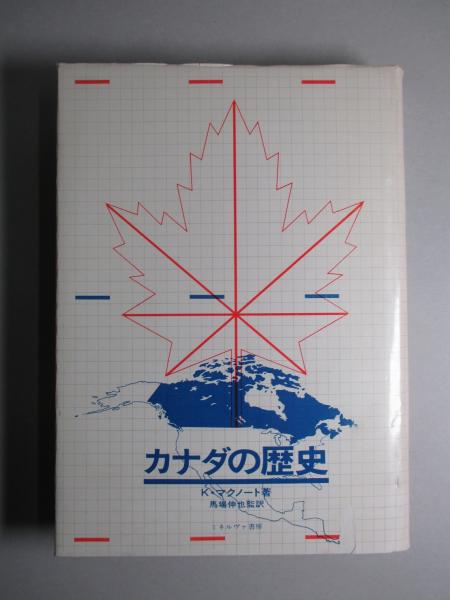 カナダの歴史
K・マクノート著
馬場伸也監訳
ミネルヴァ書房